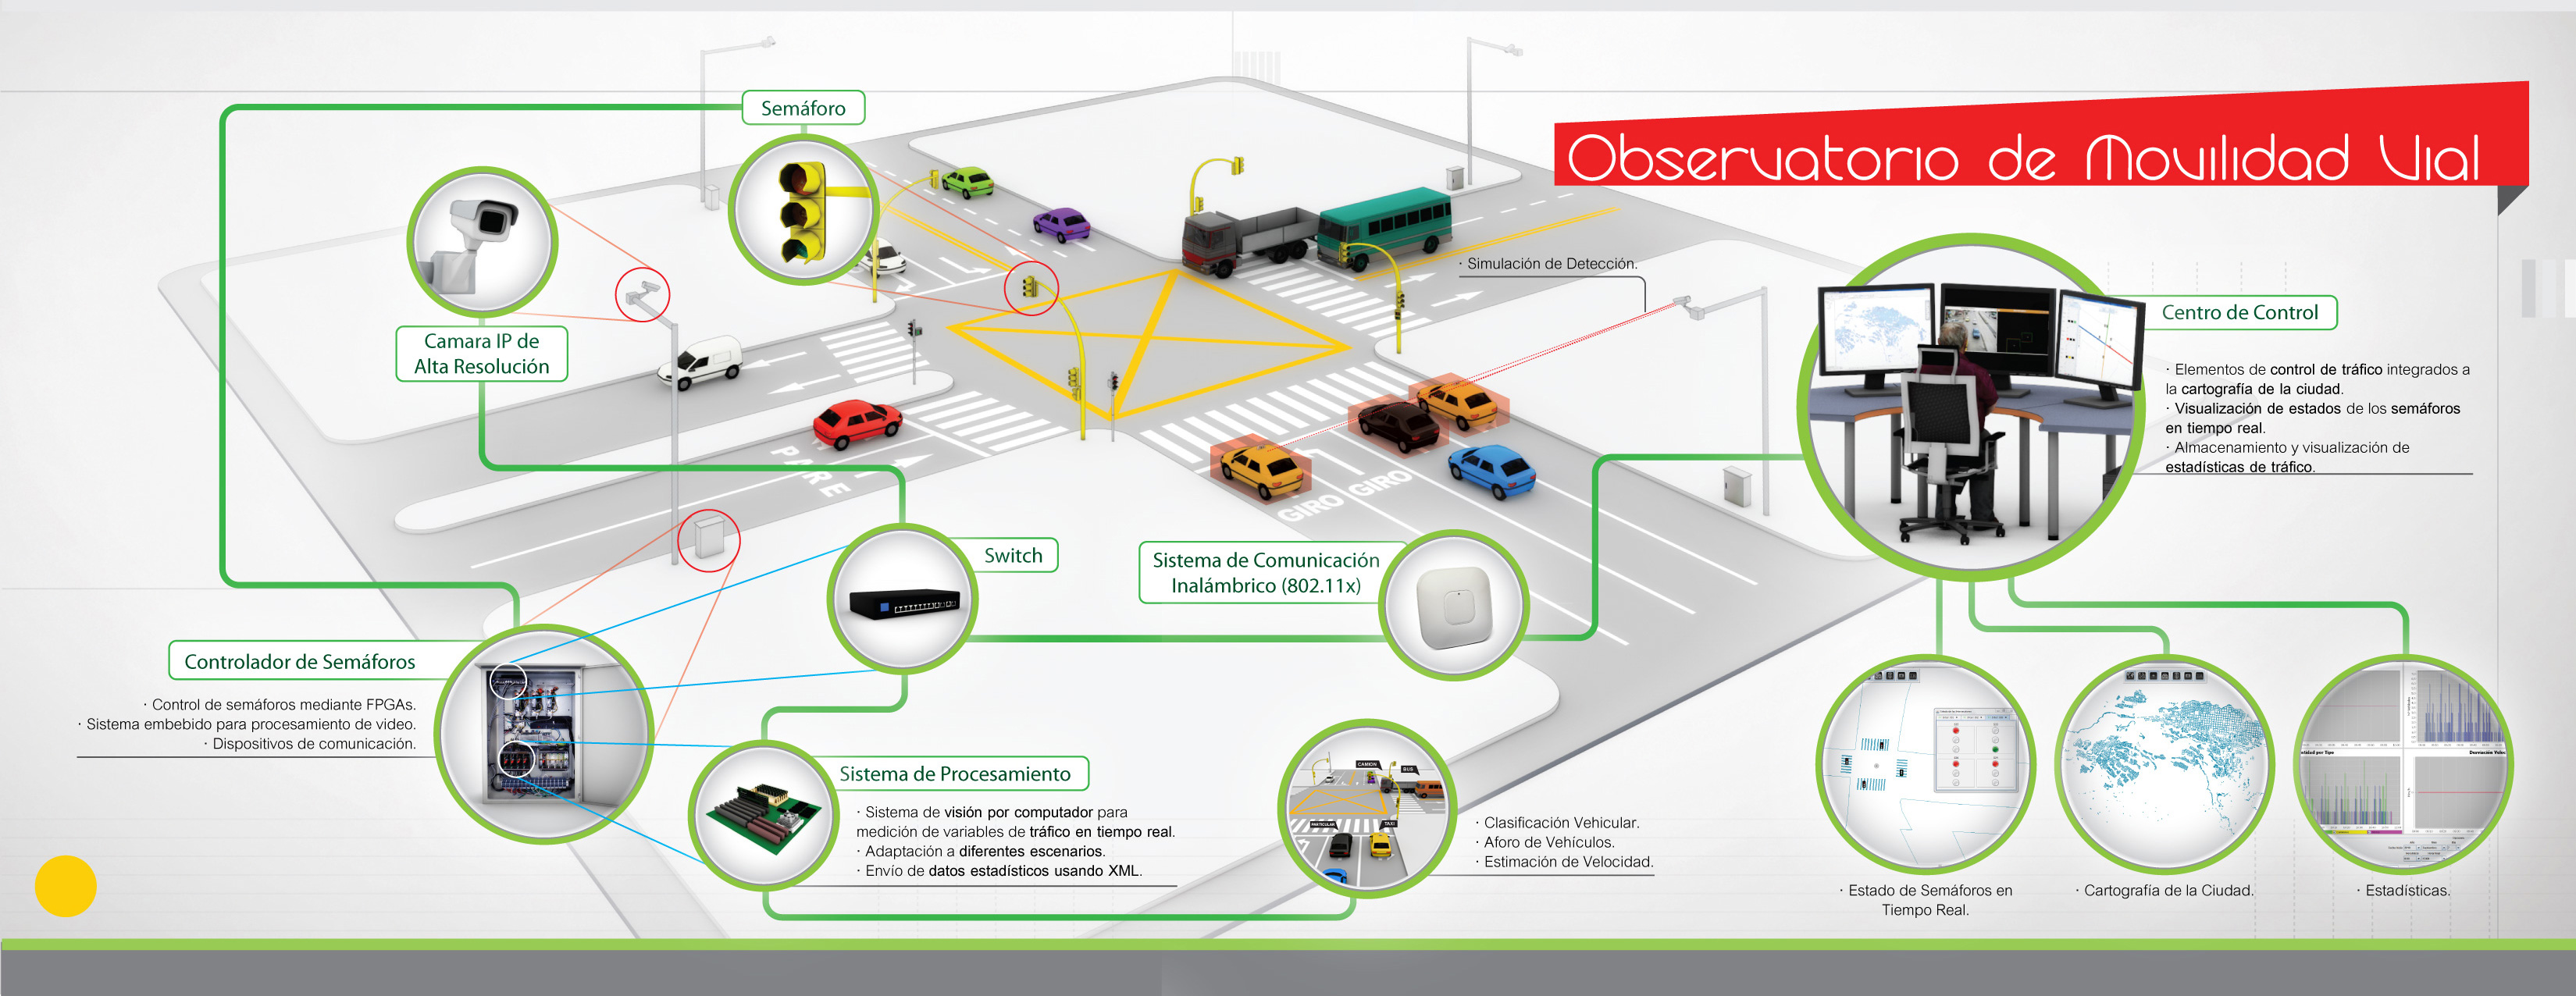 Observatorio de Movilidad Vial
Semáforo
Camara IP de
Alta Resolución
· Simulación de Detección.
Centro de Control
· Elementos de control de tráfico integrados a
la cartografía de la ciudad.
· Visualización de estados de los semáforos
en tiempo real.
· Almacenamiento y visualización de
estadísticas de tráfico.
PARE
GIRO
GIRO
Switch
Sistema de Comunicación
Inalámbrico (802.11x)
Controlador de Semáforos
· Control de semáforos mediante FPGAs.
· Sistema embebido para procesamiento de video.
· Dispositivos de comunicación.
Sistema de Procesamiento
· Sistema de visión por computador para
medición de variables de tráfico en tiempo real.
· Adaptación a diferentes escenarios.
· Envío de datos estadísticos usando XML.
CAMION
BUS
PARTICULAR
TAXI
· Clasificación Vehicular.
· Aforo de Vehículos.
· Estimación de Velocidad.
· Estado de Semáforos en
Tiempo Real.
· Cartografía de la Ciudad.
· Estadísticas.